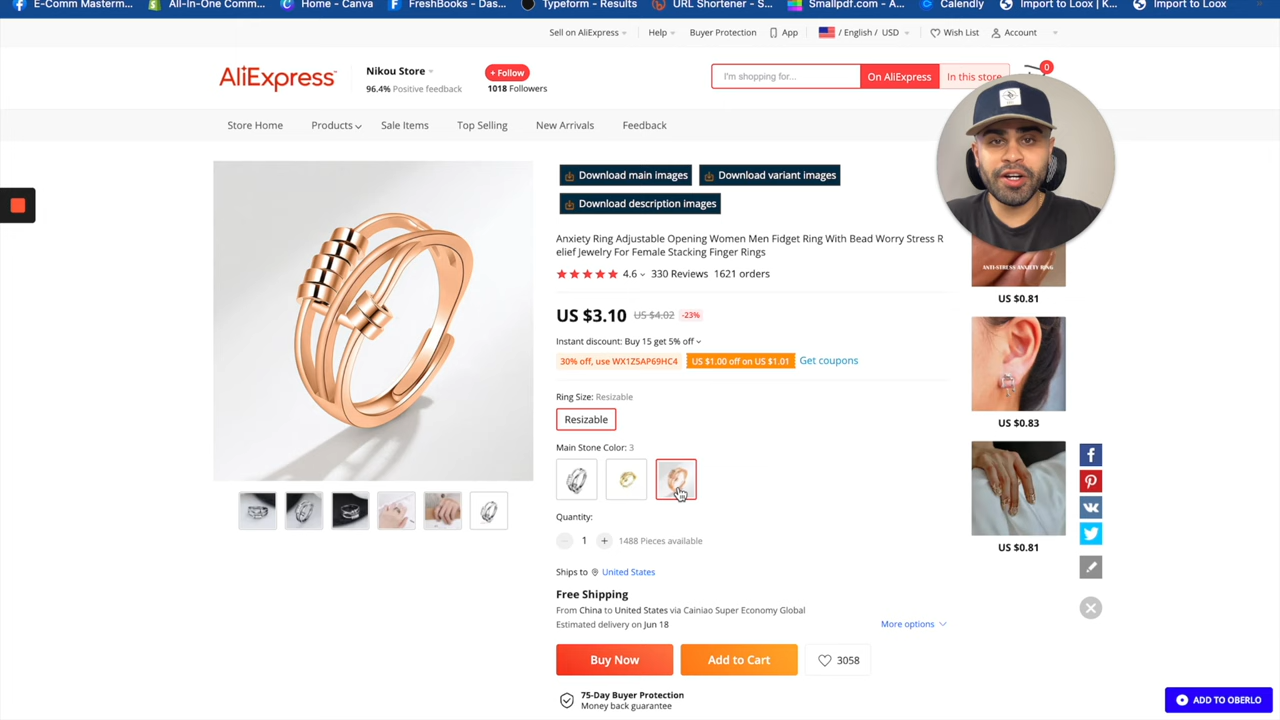 E-Comm Masterm...
All-In-One Comm...
Home - Canva
FreshBooks - Das...
Typeform - Results
URL Shortener - S...
Smallpdf.com - A...
Calendly
Import to Loox | K...
Import to Loox
Sell on AliExpress
Help
Buyer Protection
App
/ English / USD
Wish List
Account
AliExpress
Nikou Store
96.4% Positive feedback
+ Follow
1018 Followers
I'm shopping for...
On AliExpress
In this store
0
Store Home
Products
Sale Items
Top Selling
New Arrivals
Feedback
Download main images
Download variant images
Download description images
Anxiety Ring Adjustable Opening Women Men Fidget Ring With Bead Worry Stress R
elief Jewelry For Female Stacking Finger Rings
4.6
330 Reviews
1621 orders
US $3.10 US $4.02 -23%
Instant discount: Buy 15 get 5% off
30% off, use WX1Z5AP69HC4
US $1.00 off on US $1.01
Get coupons
Ring Size: Resizable
Resizable
Main Stone Color: 3
Quantity:
1
1488 Pieces available
Ships to United States
Free Shipping
From China to United States via Cainiao Super Economy Global
Estimated delivery on Jun 18
More options
Buy Now
Add to Cart
3058
75-Day Buyer Protection
Money back guarantee
ANTI-STRESS ANXIETY RING
US $0.81
US $0.83
US $0.81
ADD TO OBERLO